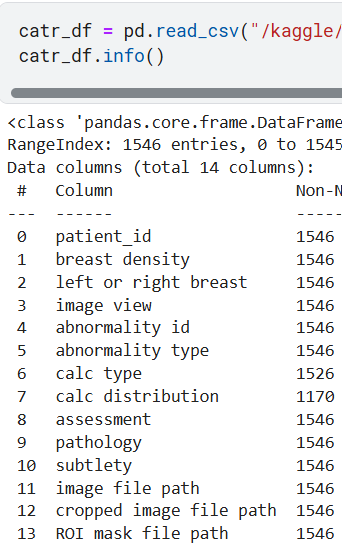 catr_df = pd.read_csv("/kaggle/
catr_df.info()
<class 'pandas.core.frame.DataFrame
RangeIndex: 1546 entries, 0 to 1545
Data columns (total 14 columns):
 #   Column                   Non-N
---  ------                   -----
 0   patient_id               1546
 1   breast density           1546
 2   left or right breast     1546
 3   image view               1546
 4   abnormality id           1546
 5   abnormality type         1546
 6   calc type                1526
 7   calc distribution        1170
 8   assessment               1546
 9   pathology                1546
 10  subtlety                 1546
 11  image file path          1546
 12  cropped image file path  1546
 13  ROI mask file path       1546